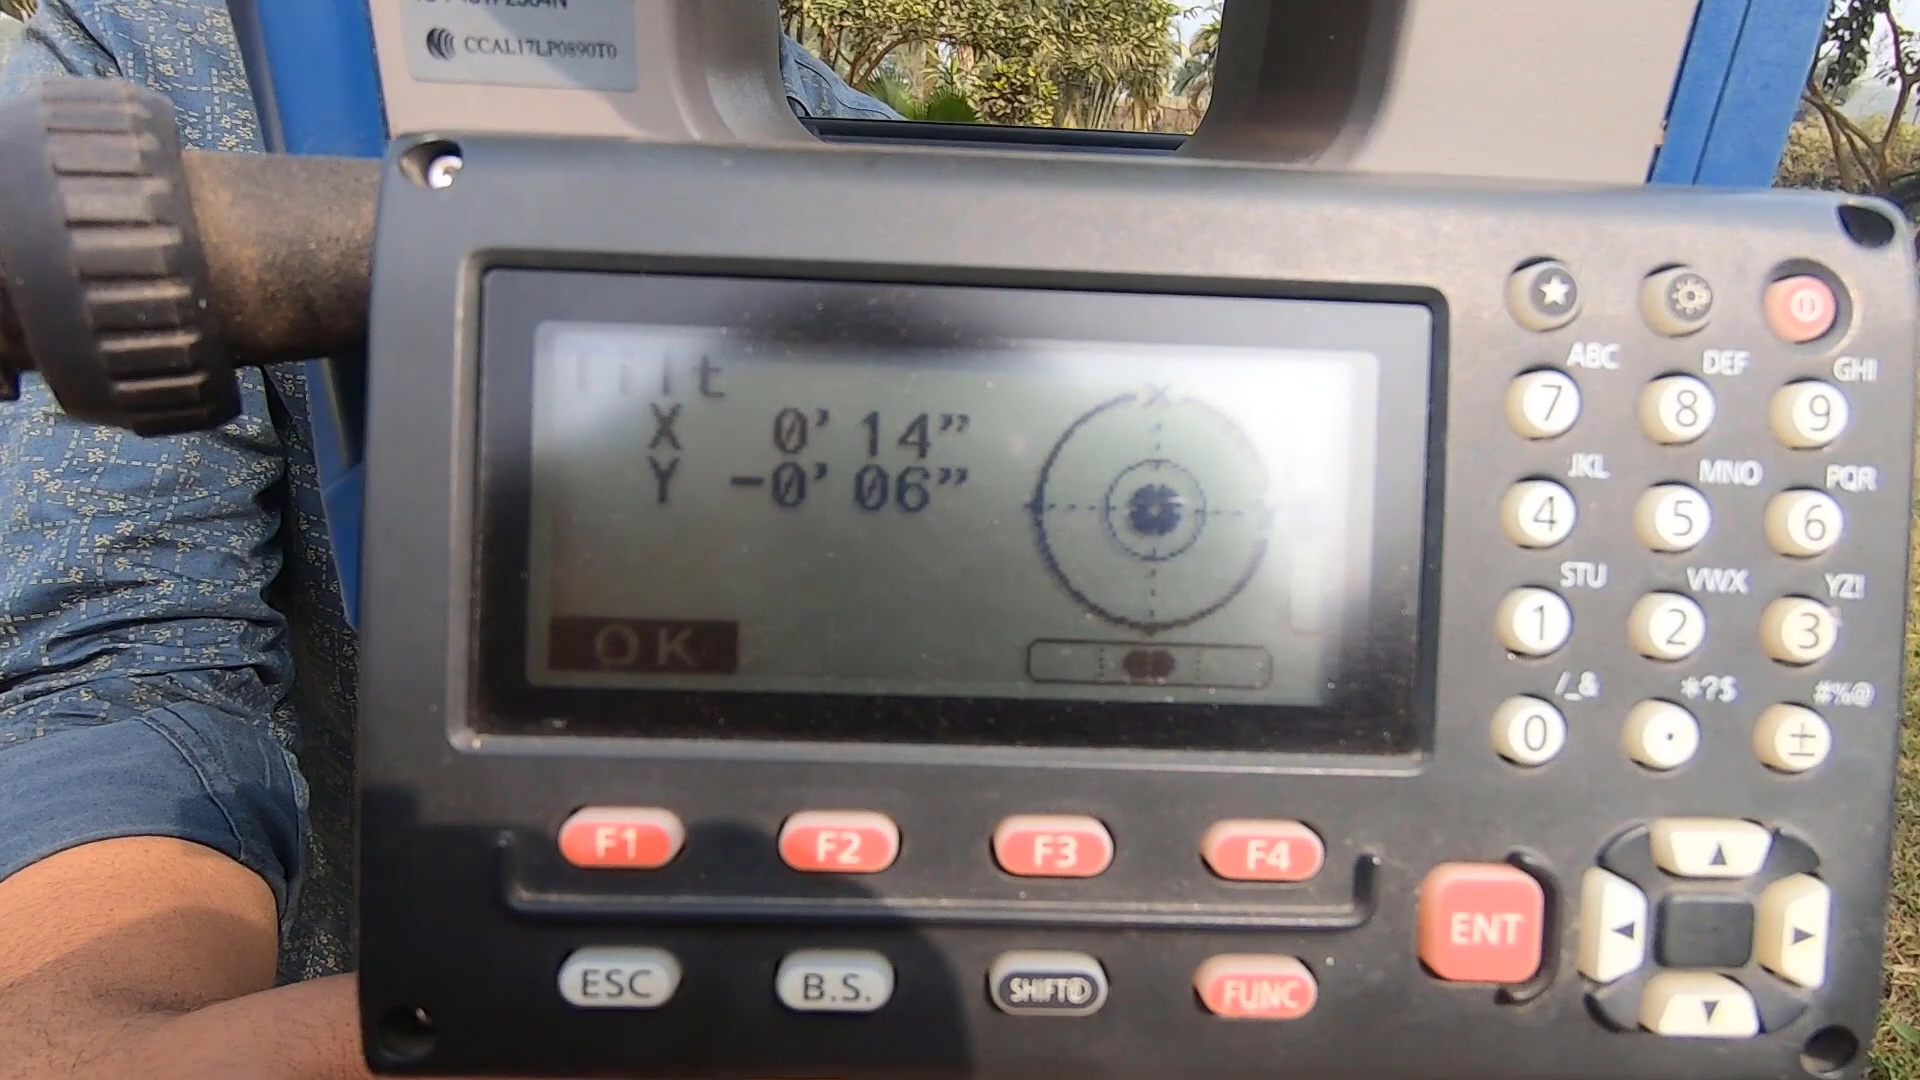 CCAL17LP0890T0
Tilt
X 0' 14"
Y -0' 06"
X
OK
ABC DEF GHI
7 8 9
JKL MNO PQR
4 5 6
STU VWX YZ!
1 2 3
/_& *?$ #%@
0 . ±
F1 F2 F3 F4
ENT
ESC B.S. SHIFT FUNC